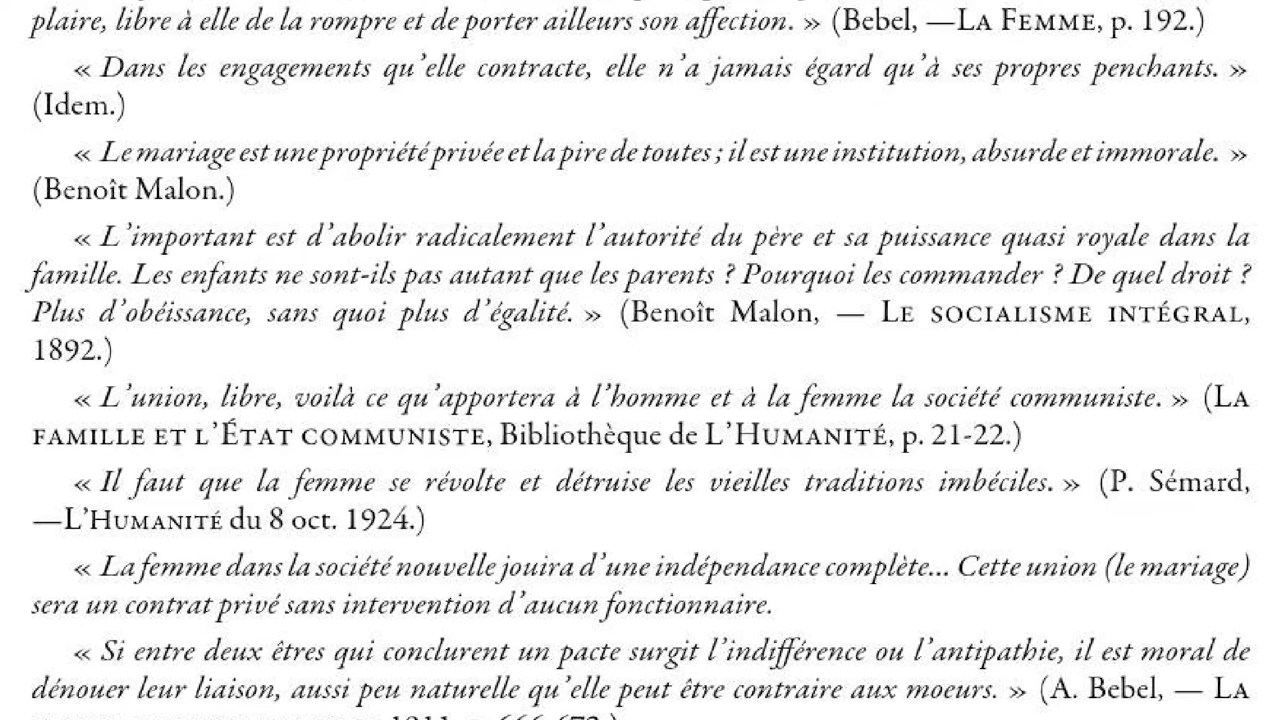 plaire, libre à elle de la rompre et de porter ailleurs son affection. » (Bebel, —LA FEMME, p. 192.)
« Dans les engagements qu'elle contracte, elle n'a jamais égard qu'à ses propres penchants. »
(Idem.)
« Le mariage est une propriété privée et la pire de toutes ; il est une institution, absurde et immorale. »
(Benoît Malon.)
« L'important est d'abolir radicalement l'autorité du père et sa puissance quasi royale dans la
famille. Les enfants ne sont-ils pas autant que les parents ? Pourquoi les commander ? De quel droit ?
Plus d'obéissance, sans quoi plus d'égalité. » (Benoît Malon, — LE SOCIALISME INTÉGRAL,
1892.)
« L'union, libre, voilà ce qu'apportera à l'homme et à la femme la société communiste. » (LA
FAMILLE ET L'ÉTAT COMMUNISTE, Bibliothèque de L'HUMANITÉ, p. 21-22.)
« Il faut que la femme se révolte et détruise les vieilles traditions imbéciles. » (P. Sémard,
—L'HUMANITÉ du 8 oct. 1924.)
« La femme dans la société nouvelle jouira d'une indépendance complète... Cette union (le mariage)
sera un contrat privé sans intervention d'aucun fonctionnaire.
« Si entre deux êtres qui conclurent un pacte surgit l'indifférence ou l'antipathie, il est moral de
dénouer leur liaison, aussi peu naturelle qu'elle peut être contraire aux moeurs. » (A. Bebel, — LA